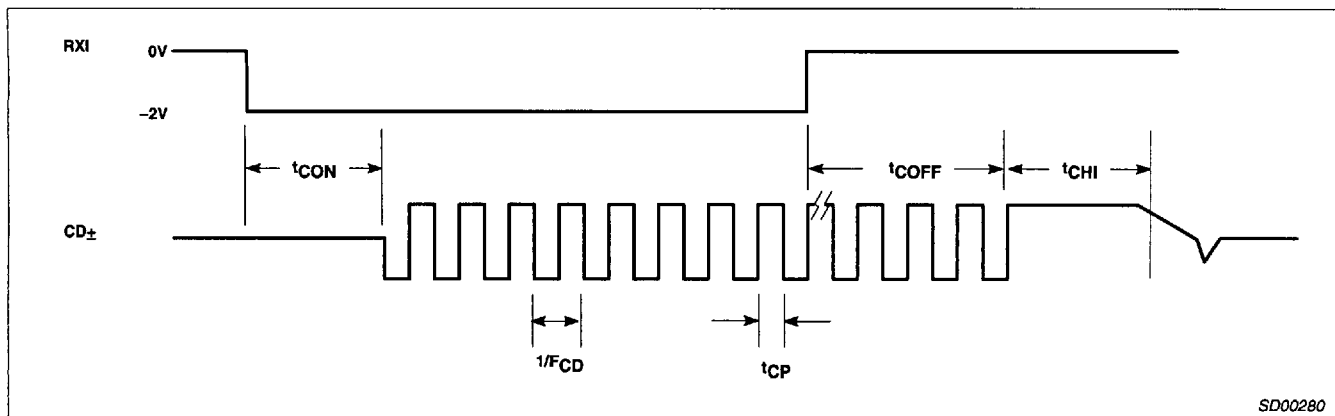 RXI 0V
–2V
tCON tCOFF tCHI
CD±
1/FCD tCP
SD00280